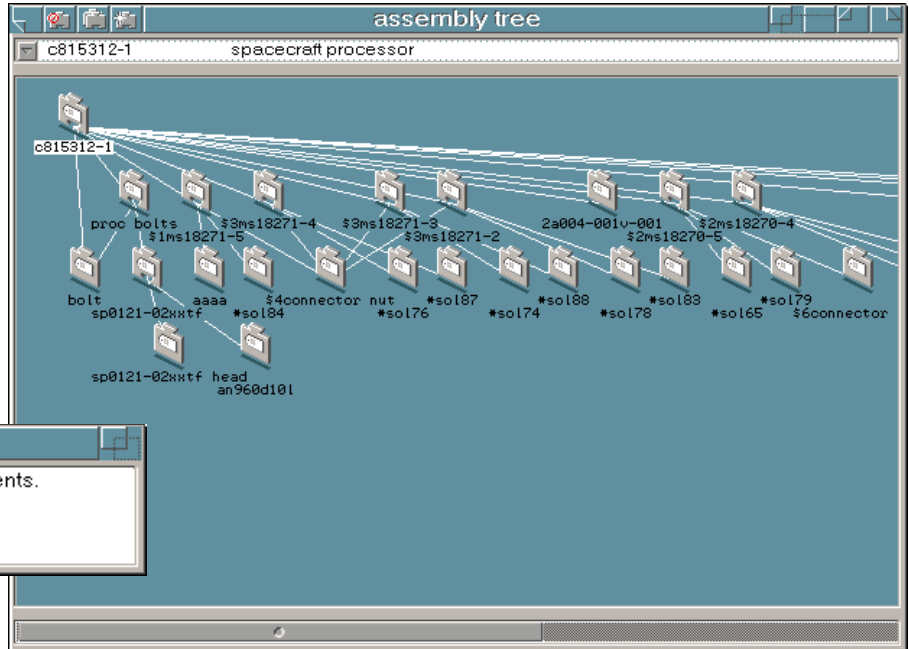 assembly tree
c815312-1 spacecraft processor
c815312-1
proc bolts $3ms18271-4 $3ms18271-3 2a004-001v-001 $2ms18270-4
$1ms18271-5 $3ms18271-2 $2ms18270-5
bolt aaaa $4connector nut *sol87 *sol88 *sol83 *sol79
sp0121-02xxtf *sol84 *sol76 *sol74 *sol78 *sol65 $6connector
sp0121-02xxtf head
an960d10l
ents.